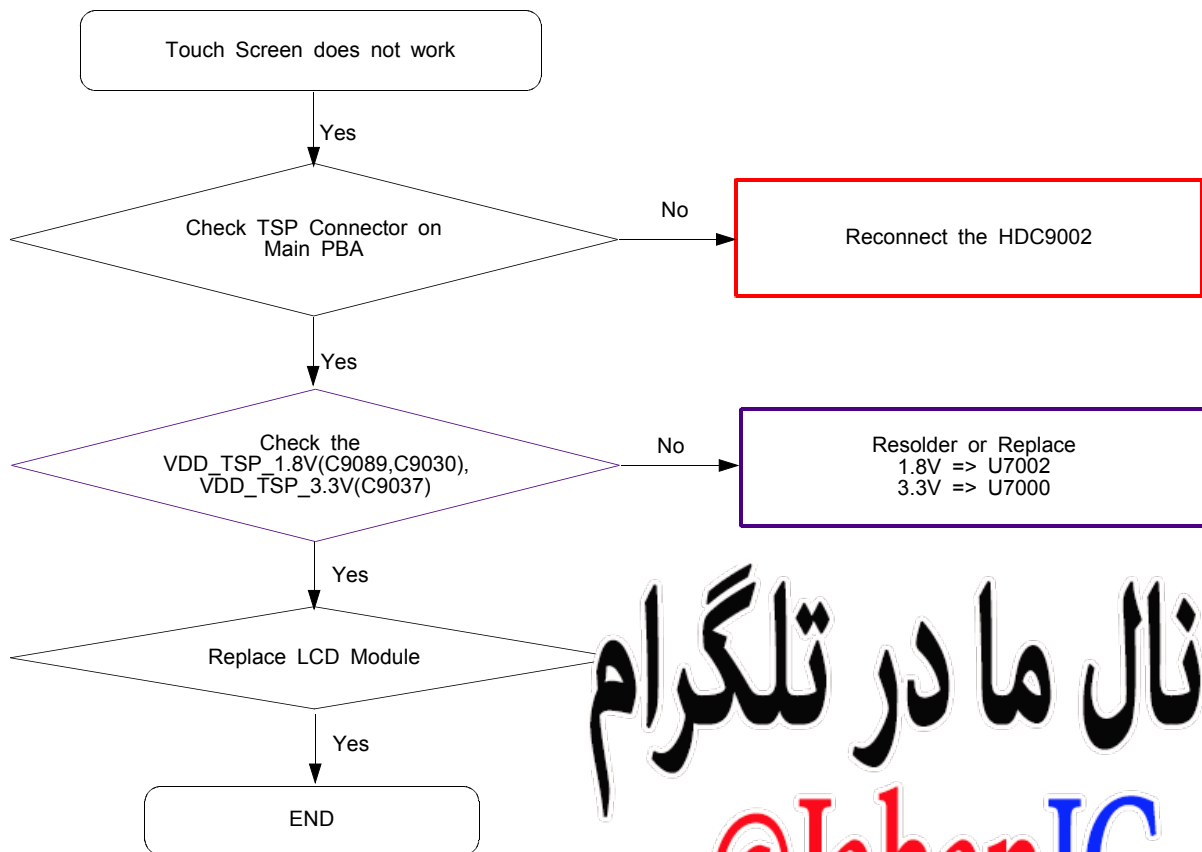 Touch Screen does not work
Yes
Check TSP Connector on
Main PBA
No
Reconnect the HDC9002
Yes
Check the
VDD_TSP_1.8V(C9089,C9030),
VDD_TSP_3.3V(C9037)
No
Resolder or Replace
1.8V => U7002
3.3V => U7000
Yes
Replace LCD Module
نال ما در تلگرام
Yes
END
@JahanIC